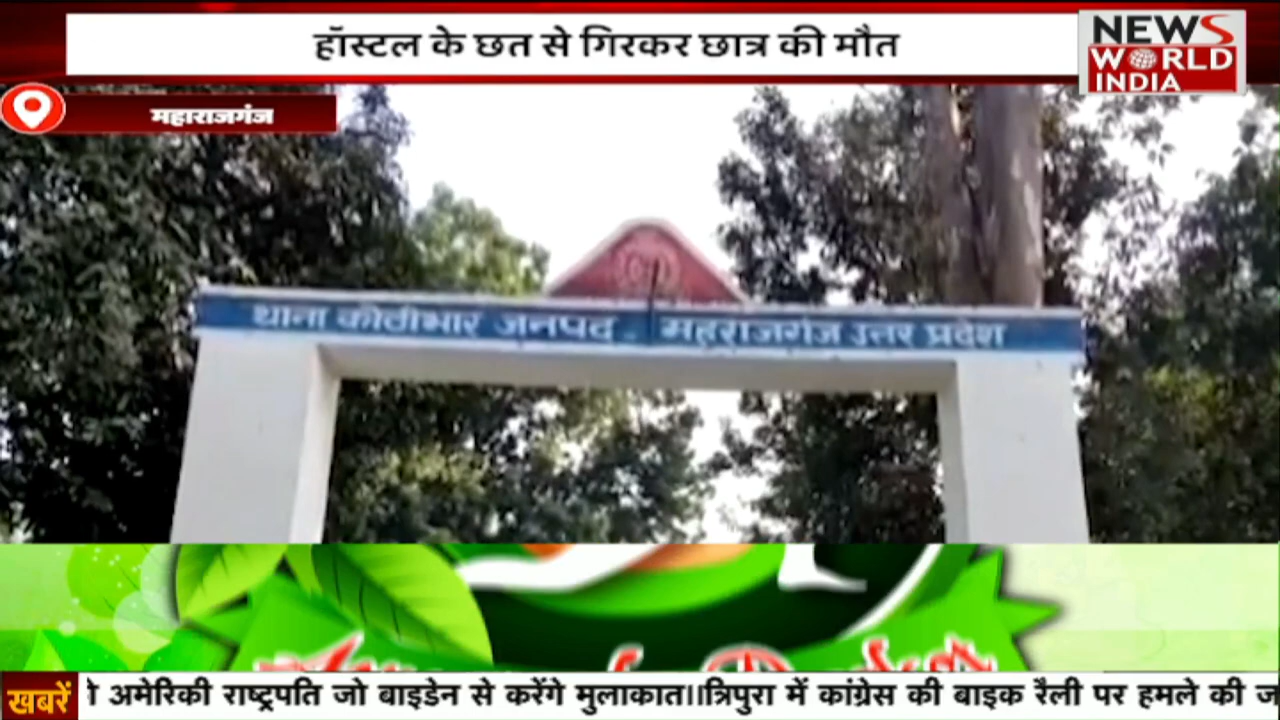 हॉस्टल के छत से गिरकर छात्र की मौत
NEWS
WORLD
INDIA
महाराजगंज
थाना कोठीभार जनपद - महराजगंज उत्तर प्रदेश
खबरें
अमेरिकी राष्ट्रपति जो बाइडेन से करेंगे मुलाकात।।त्रिपुरा में कांग्रेस की बाइक रैली पर हमले की